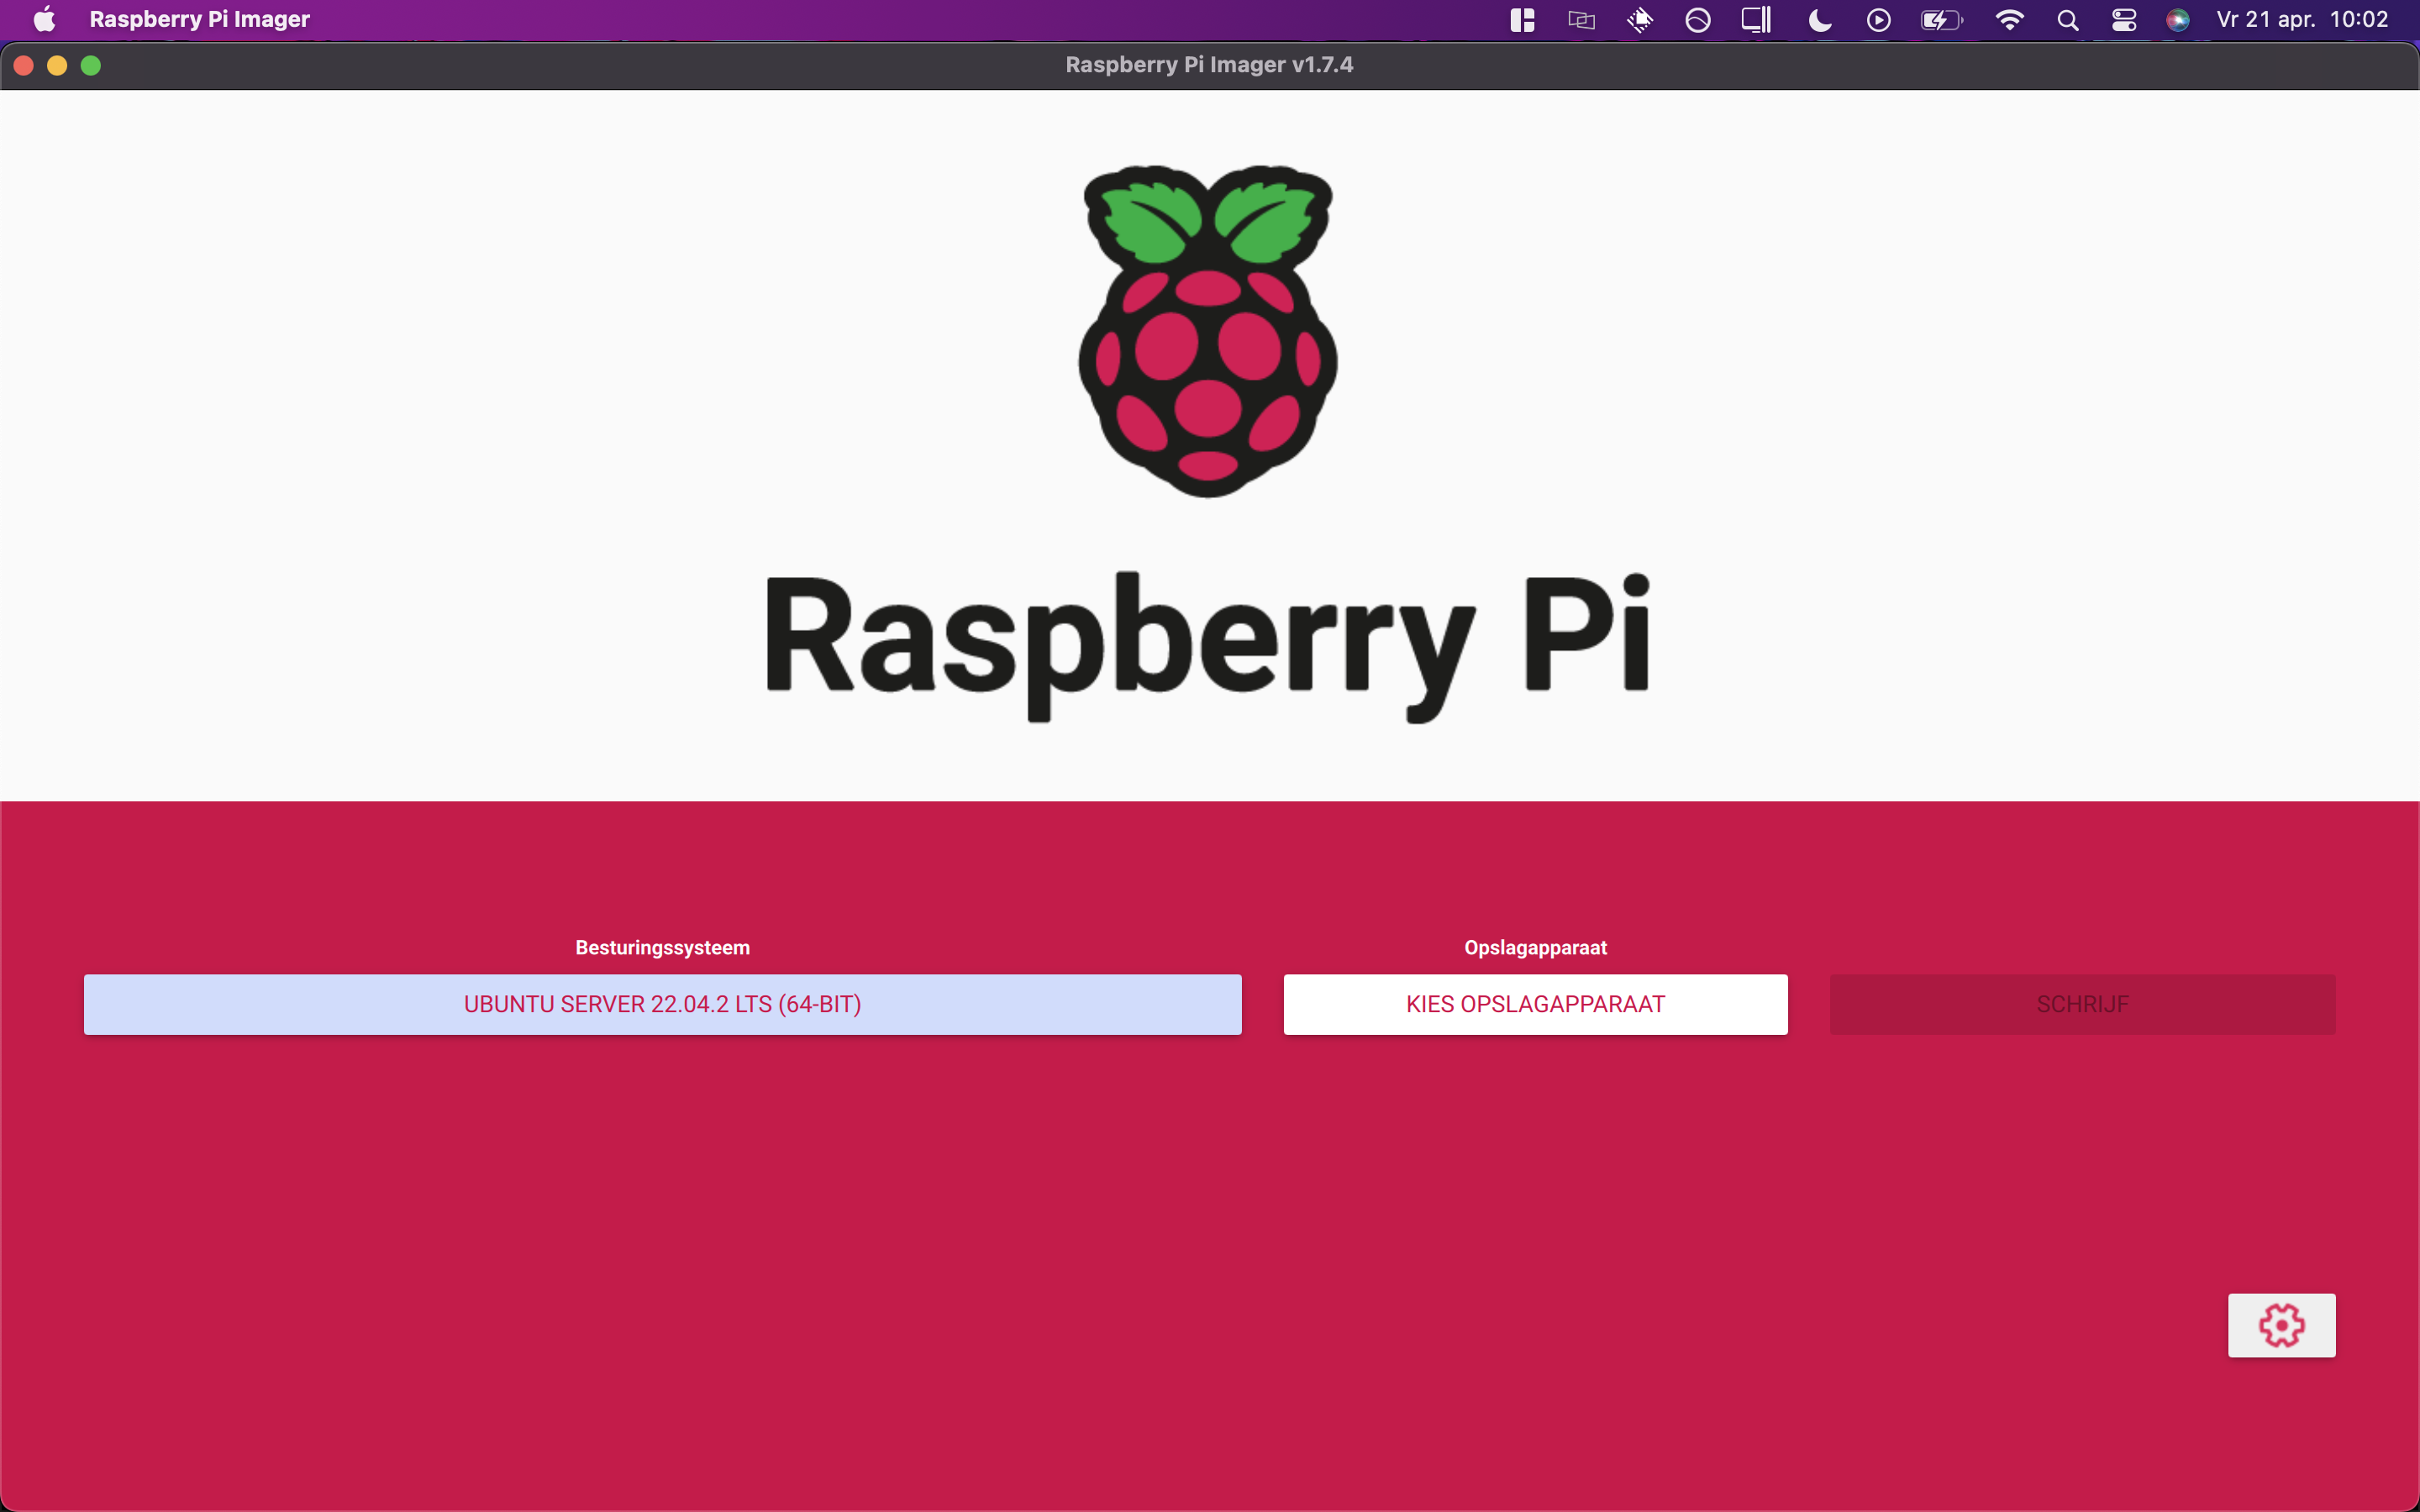 Raspberry Pi Imager
Vr 21 apr. 10:02
Raspberry Pi Imager v1.7.4
Raspberry Pi
Besturingssysteem
Opslagapparaat
UBUNTU SERVER 22.04.2 LTS (64-BIT)
KIES OPSLAGAPPARAAT
SCHRIJF